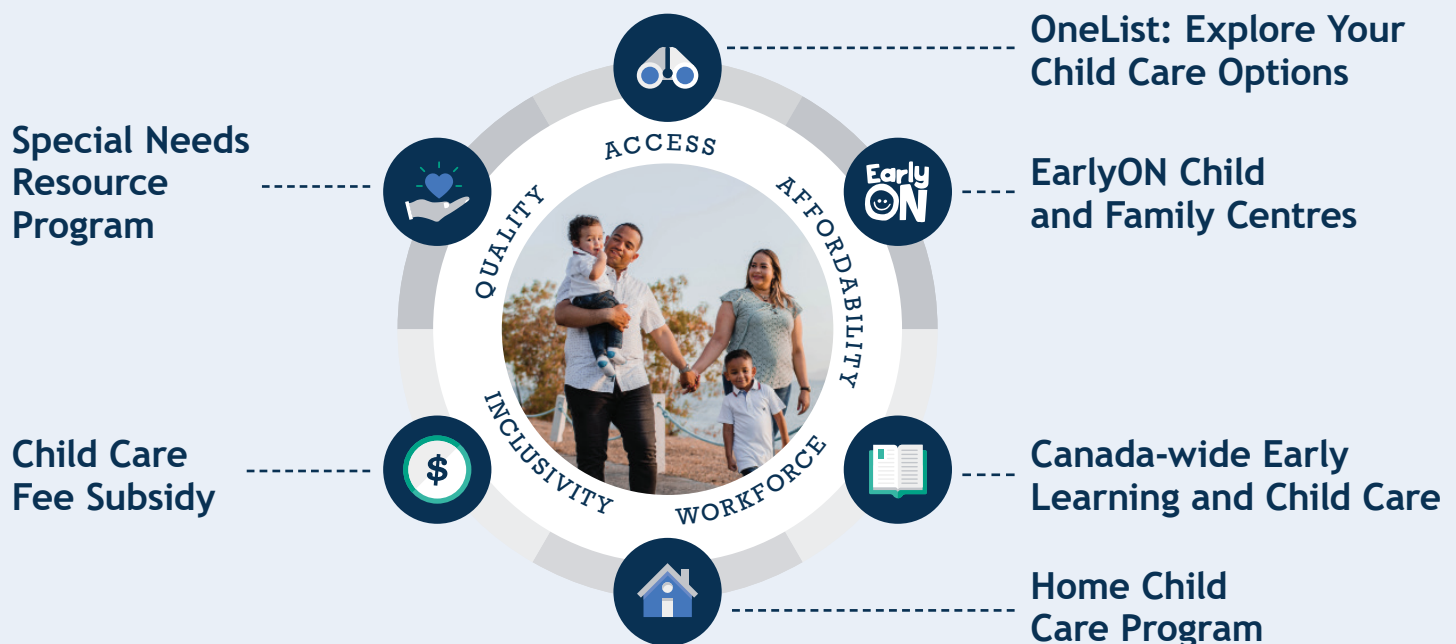 OneList: Explore Your
Child Care Options
Special Needs
Resource
Program
ACCESS
Early
ON
EarlyON Child
and Family Centres
QUALITY
AFFORDABILITY
INCLUSIVITY
WORKFORCE
Child Care
Fee Subsidy
$
Canada-wide Early
Learning and Child Care
Home Child
Care Program